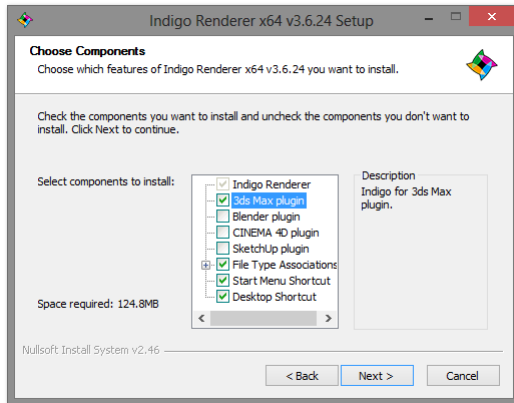 Indigo Renderer x64 v3.6.24 Setup
Choose Components
Choose which features of Indigo Renderer x64 v3.6.24 you want to install.
Check the components you want to install and uncheck the components you don't want to
install. Click Next to continue.
Select components to install:
Indigo Renderer
3ds Max plugin
Blender plugin
CINEMA 4D plugin
SketchUp plugin
File Type Associations
Start Menu Shortcut
Desktop Shortcut
Description
Indigo for 3ds Max
plugin.
Space required: 124.8MB
Nullsoft Install System v2.46
< Back
Next >
Cancel